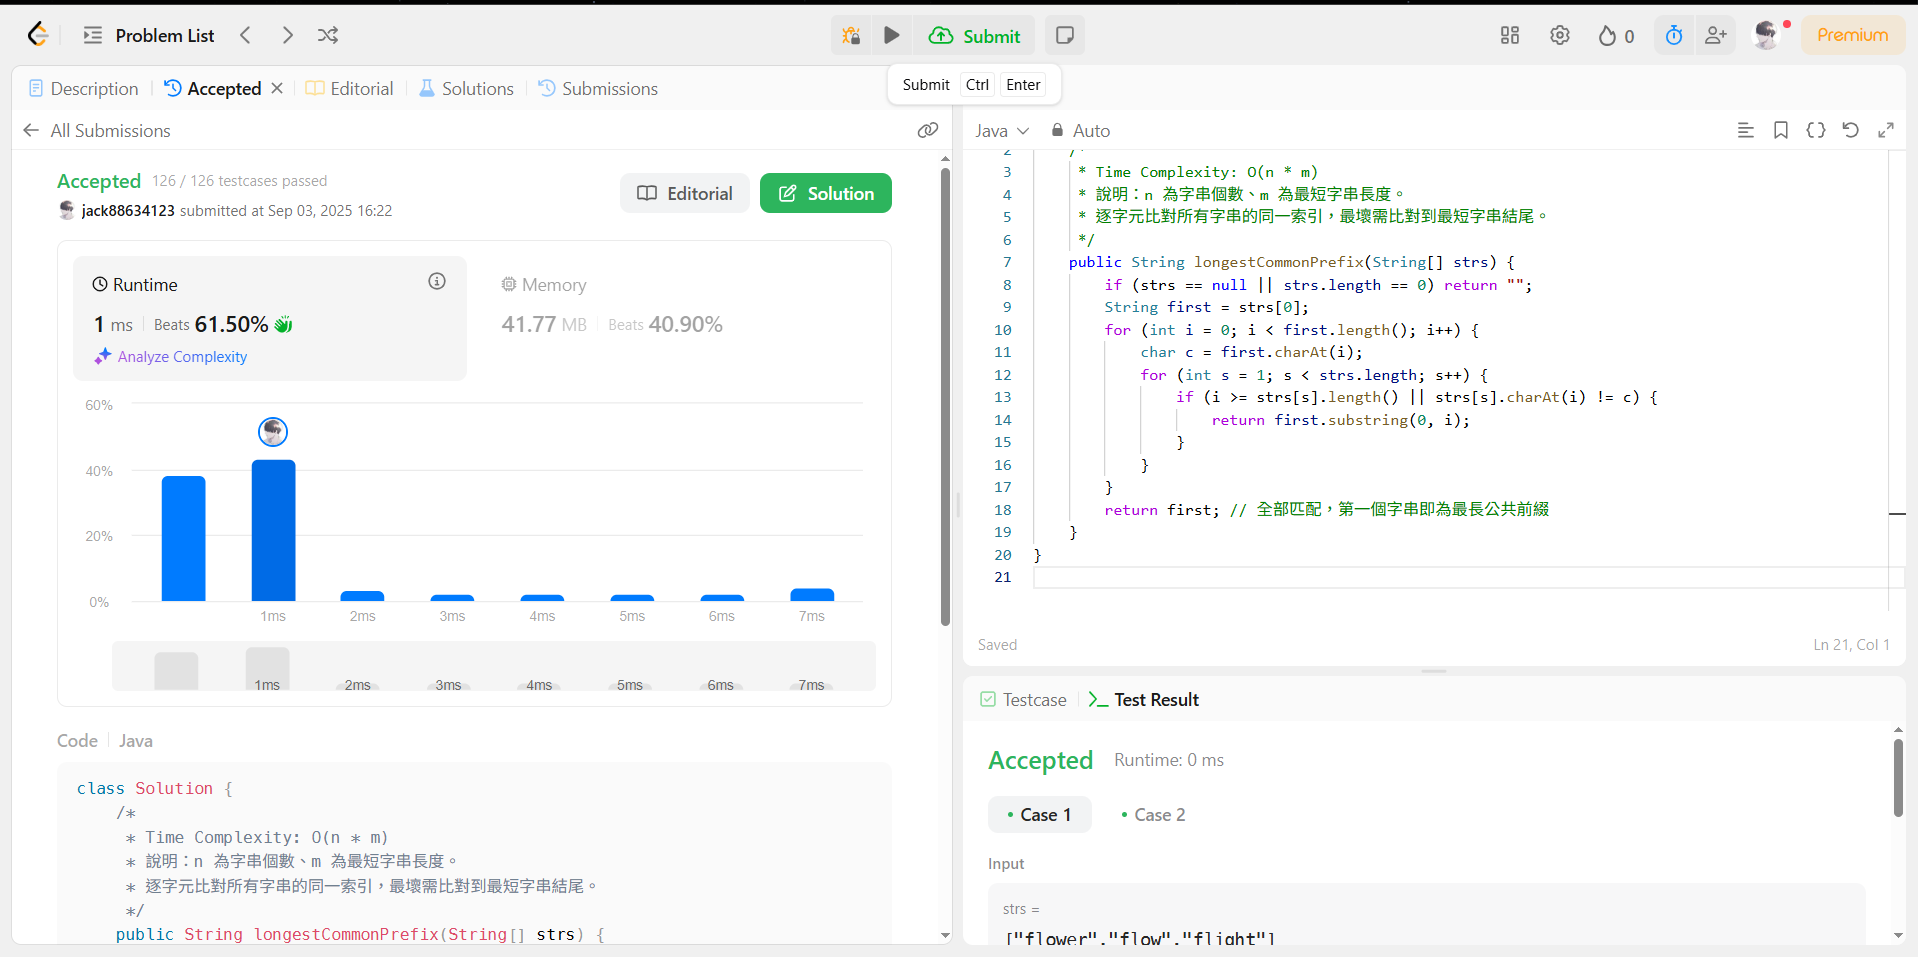 Problem List
Submit
0
Premium
Submit Ctrl Enter
Description
Accepted
Editorial
Solutions
Submissions
All Submissions
Accepted 126 / 126 testcases passed
jack88634123 submitted at Sep 03, 2025 16:22
Editorial
Solution
Runtime
1 ms Beats 61.50%
Analyze Complexity
Memory
41.77 MB Beats 40.90%
60%
40%
20%
0%
1ms 2ms 3ms 4ms 5ms 6ms 7ms
1ms 2ms 3ms 4ms 5ms 6ms 7ms
Code Java
class Solution {
/*
* Time Complexity: O(n * m)
* 說明：n 為字串個數、m 為最短字串長度。
* 逐字元比對所有字串的同一索引，最壞需比對到最短字串結尾。
*/
public String longestCommonPrefix(String[] strs) {
Java Auto
2 /*
3 * Time Complexity: O(n * m)
4 * 說明：n 為字串個數、m 為最短字串長度。
5 * 逐字元比對所有字串的同一索引，最壞需比對到最短字串結尾。
6 */
7 public String longestCommonPrefix(String[] strs) {
8 if (strs == null || strs.length == 0) return "";
9 String first = strs[0];
10 for (int i = 0; i < first.length(); i++) {
11 char c = first.charAt(i);
12 for (int s = 1; s < strs.length; s++) {
13 if (i >= strs[s].length() || strs[s].charAt(i) != c) {
14 return first.substring(0, i);
15 }
16 }
17 }
18 return first; // 全部匹配，第一個字串即為最長公共前綴
19 }
20 }
21
Saved
Ln 21, Col 1
Testcase
Test Result
Accepted Runtime: 0 ms
Case 1
Case 2
Input
strs =
["flower","flow","flight"]